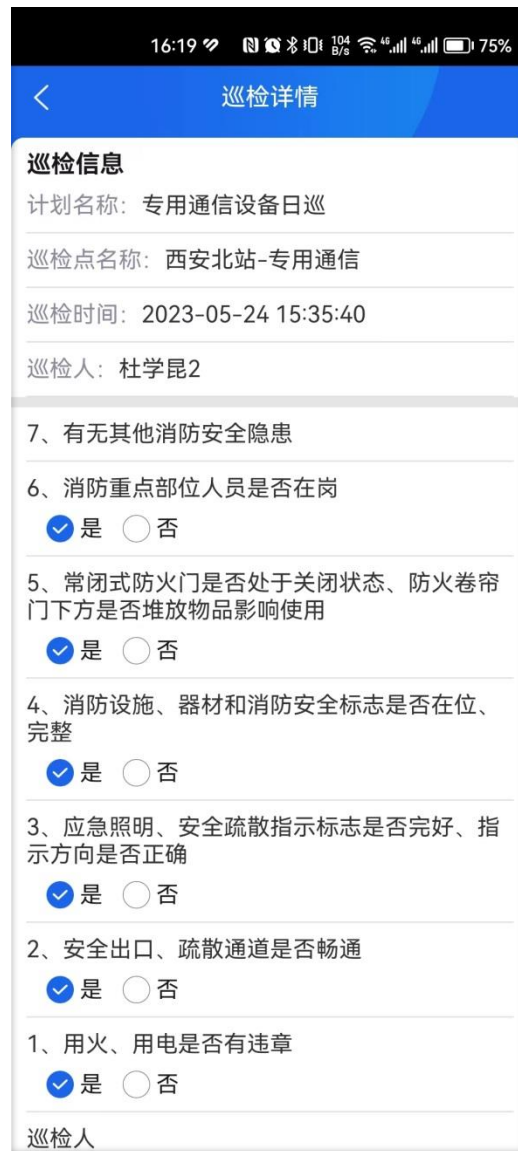 16:19 104 B/s 4G 4G 75%
巡检详情
巡检信息
计划名称：专用通信设备日巡
巡检点名称：西安北站-专用通信
巡检时间：2023-05-24 15:35:40
巡检人：杜学昆2
7、有无其他消防安全隐患
6、消防重点部位人员是否在岗
是 否
5、常闭式防火门是否处于关闭状态、防火卷帘
门下方是否堆放物品影响使用
是 否
4、消防设施、器材和消防安全标志是否在位、
完整
是 否
3、应急照明、安全疏散指示标志是否完好、指
示方向是否正确
是 否
2、安全出口、疏散通道是否畅通
是 否
1、用火、用电是否有违章
是 否
巡检人